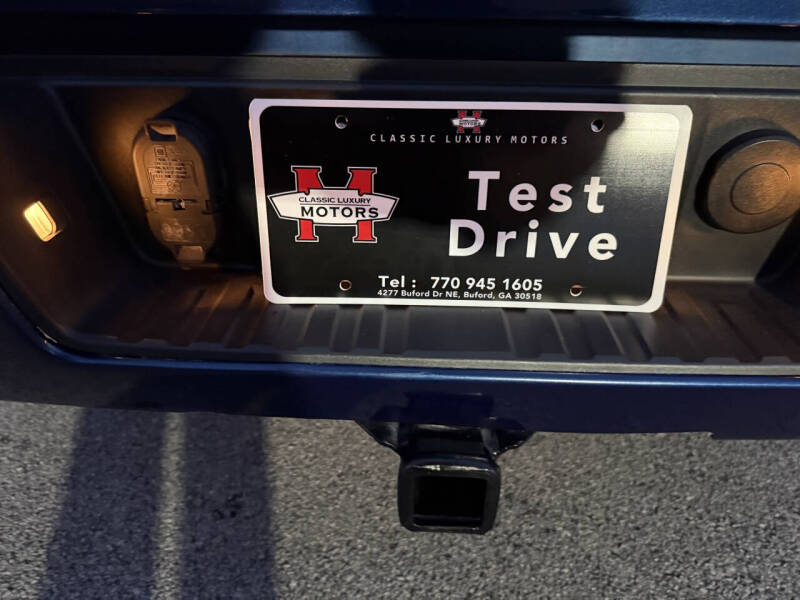 CLASSIC LUXURY MOTORS
CLASSIC LUXURY
MOTORS
Test
Drive
Tel : 770 945 1605
4277 Buford Dr NE, Buford, GA 30518